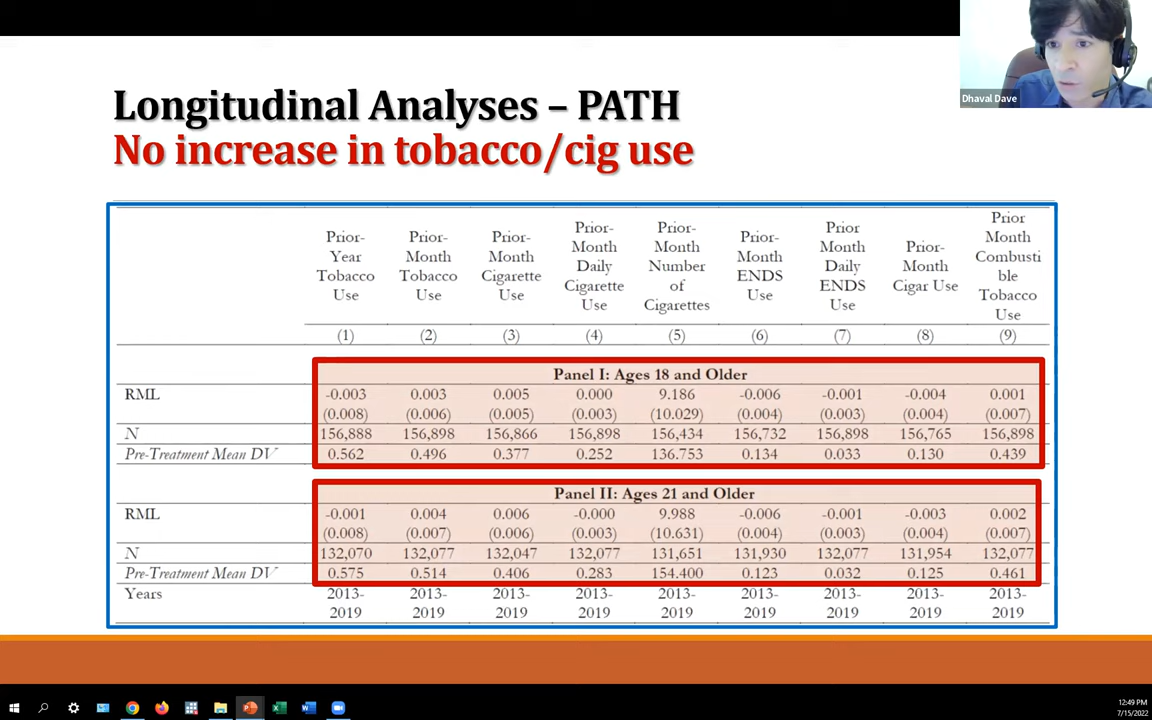 Dhaval Dave
Longitudinal Analyses – PATH
No increase in tobacco/cig use
Prior-Year Tobacco Use
Prior-Month Tobacco Use
Prior-Month Cigarette Use
Prior-Month Daily Cigarette Use
Prior-Month Number of Cigarettes
Prior-Month ENDS Use
Prior Month Daily ENDS Use
Prior-Month Cigar Use
Prior Month Combustible Tobacco Use
(1) (2) (3) (4) (5) (6) (7) (8) (9)
Panel I: Ages 18 and Older
RML -0.003 0.003 0.005 0.000 9.186 -0.006 -0.001 -0.004 0.001
(0.008) (0.006) (0.005) (0.003) (10.029) (0.004) (0.003) (0.004) (0.007)
N 156,888 156,898 156,866 156,898 156,434 156,732 156,898 156,765 156,898
Pre-Treatment Mean DV 0.562 0.496 0.377 0.252 136.753 0.134 0.033 0.130 0.439
Panel II: Ages 21 and Older
RML -0.001 0.004 0.006 -0.000 9.988 -0.006 -0.001 -0.003 0.002
(0.008) (0.007) (0.006) (0.003) (10.631) (0.004) (0.003) (0.004) (0.007)
N 132,070 132,077 132,047 132,077 131,651 131,930 132,077 131,954 132,077
Pre-Treatment Mean DV 0.575 0.514 0.406 0.283 154.400 0.123 0.032 0.125 0.461
Years 2013- 2013- 2013- 2013- 2013- 2013- 2013- 2013- 2013-
2019 2019 2019 2019 2019 2019 2019 2019 2019
12:49 PM
7/15/2022